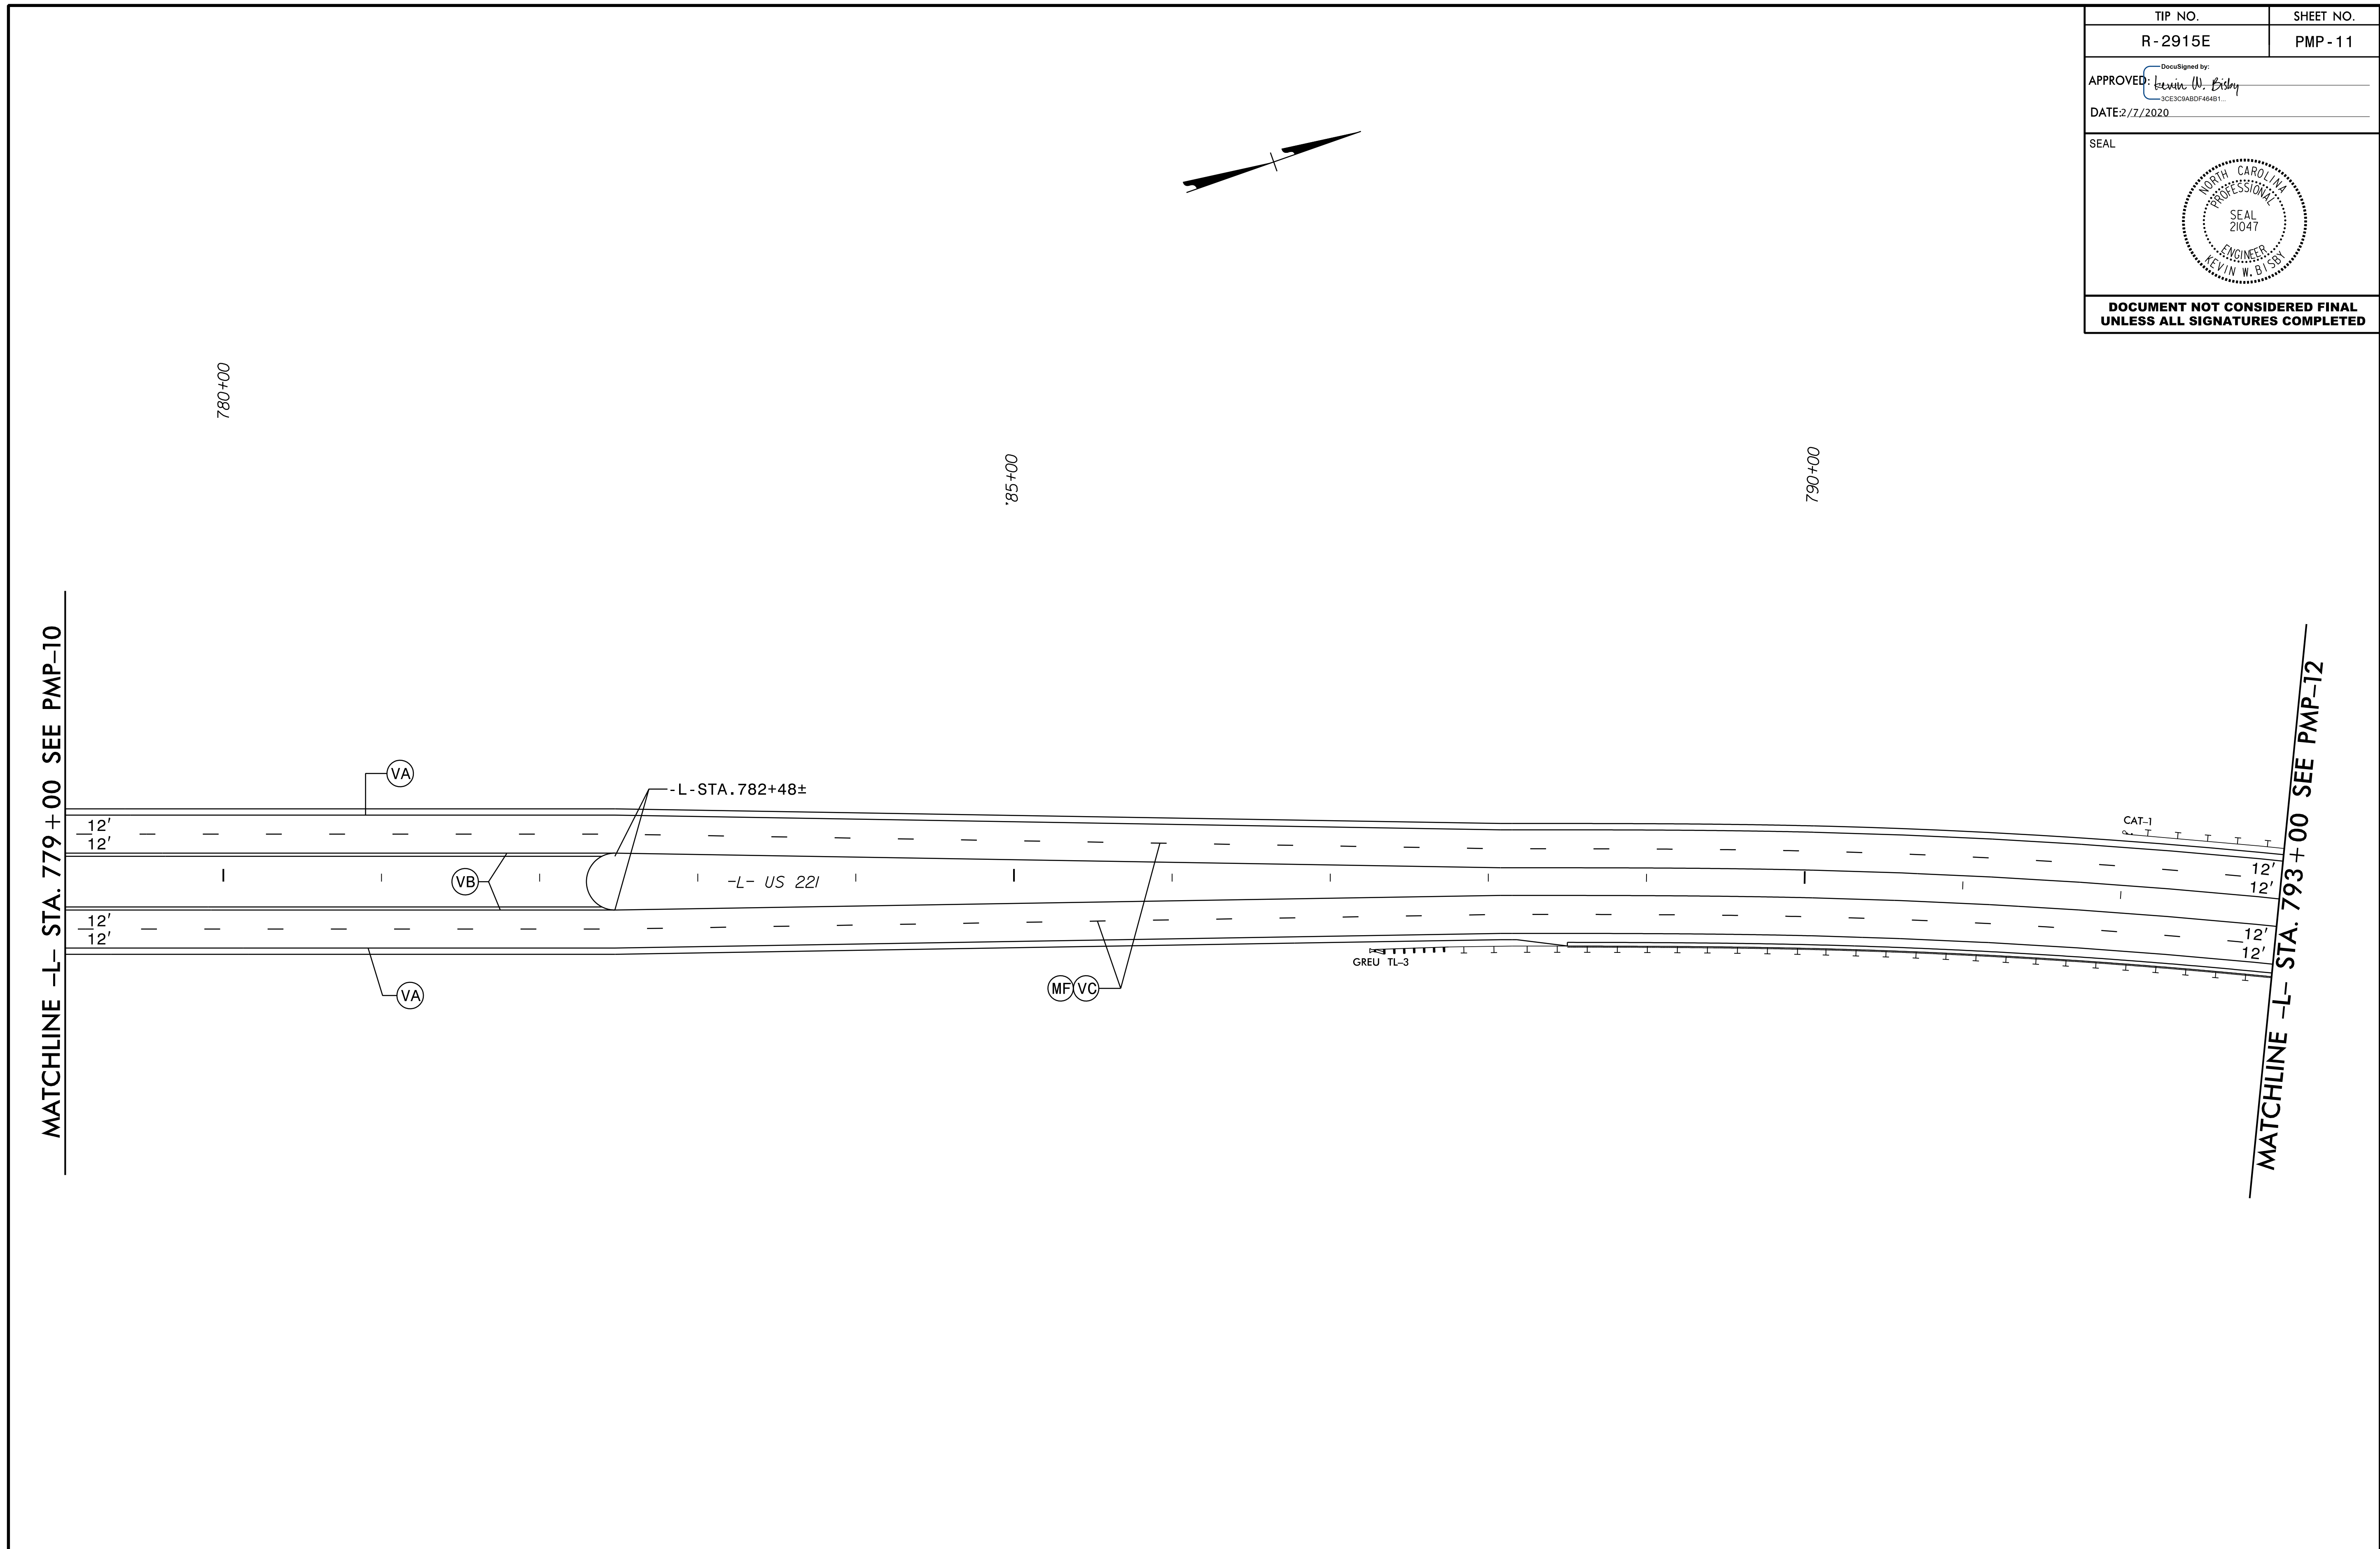 TIP NO. SHEET NO.
R-2915E PMP-11
DocuSigned by:
APPROVED: Kevin W. Bisby
3CE3C9ABDF464B1...
DATE: 2/7/2020
SEAL
NORTH CAROLINA
PROFESSIONAL
SEAL
21047
ENGINEER
KEVIN W. BISBY
DOCUMENT NOT CONSIDERED FINAL
UNLESS ALL SIGNATURES COMPLETED
780+00
85+00
790+00
MATCHLINE –L– STA. 779+00 SEE PMP–10
VA
-L-STA.782+48±
12'
12'
VB
-L- US 221
12'
12'
VA
MF VC
GREU TL–3
CAT–1
12'
12'
12'
12'
MATCHLINE –L– STA. 793+00 SEE PMP–12